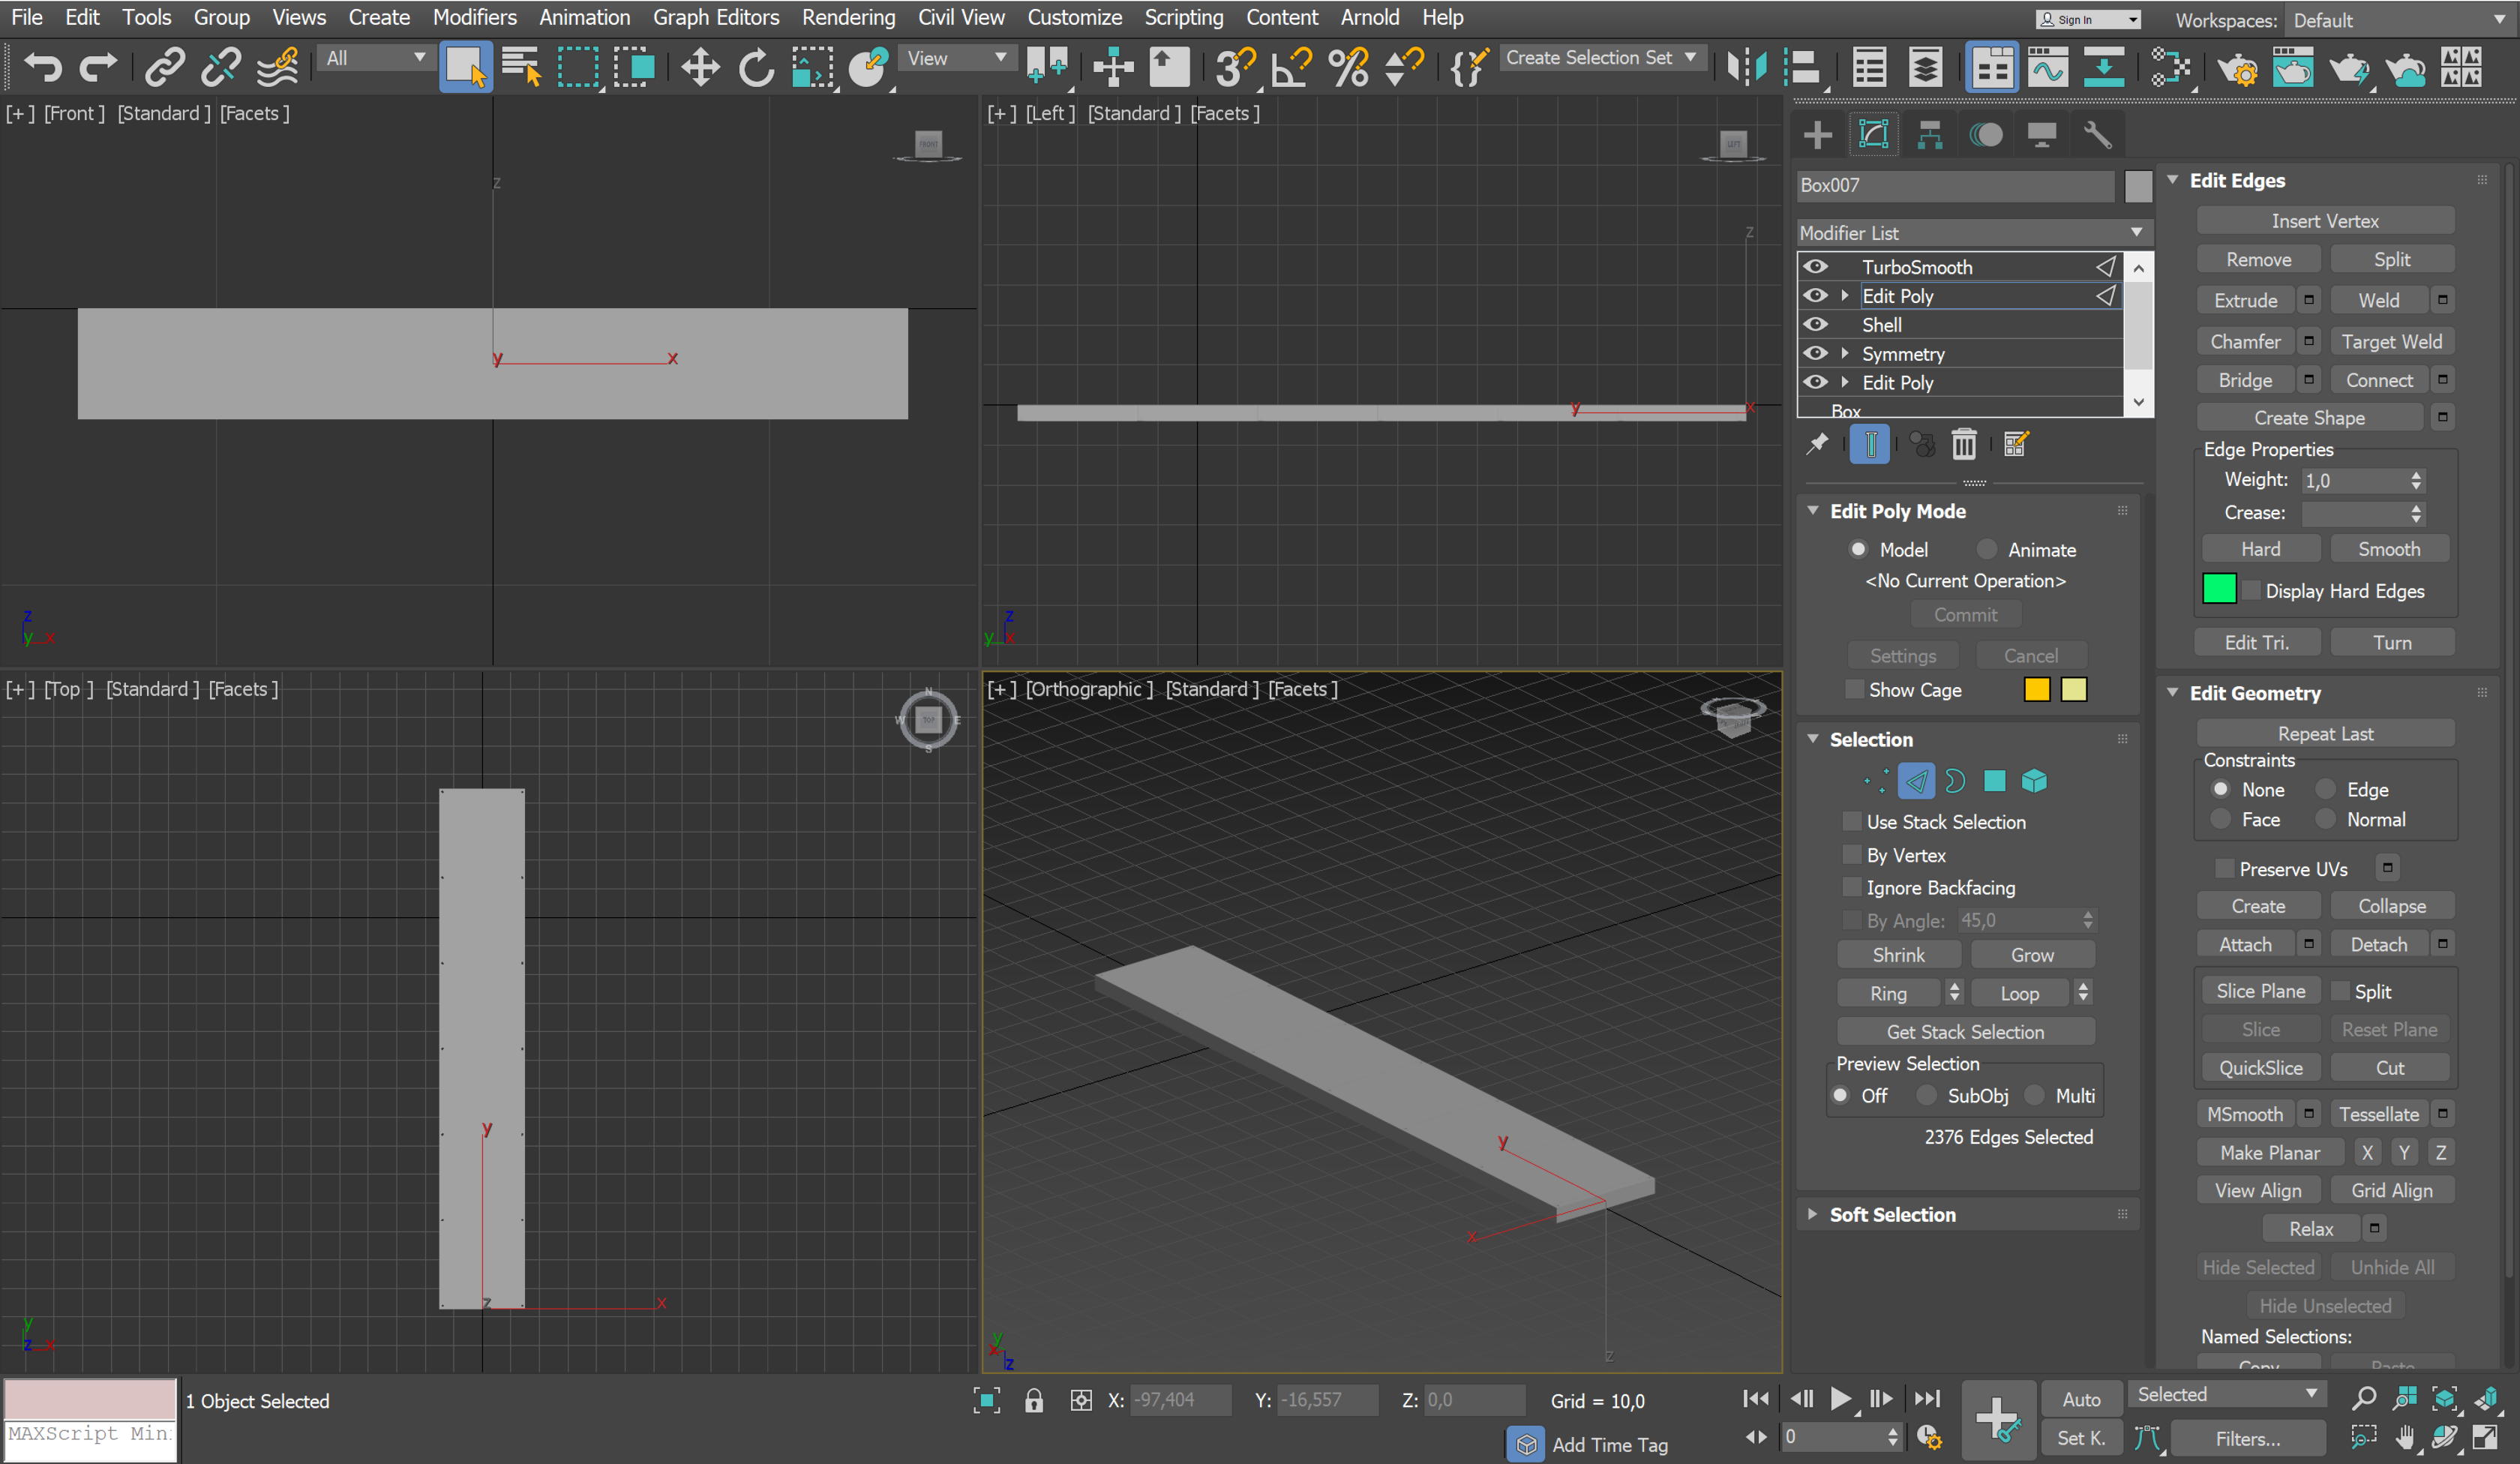 File Edit Tools Group Views Create Modifiers Animation Graph Editors Rendering Civil View Customize Scripting Content Arnold Help
Sign In
Workspaces: Default
All
View
Create Selection Set
[+] [Front] [Standard] [Facets]
FRONT
z
y x
z
y x
[+] [Left] [Standard] [Facets]
LEFT
z
y x
z
y x
[+] [Top] [Standard] [Facets]
N
W TOP E
S
y
z x
y
z x
[+] [Orthographic] [Standard] [Facets]
y
x
z
y
x
z
Box007
Modifier List
TurboSmooth
Edit Poly
Shell
Symmetry
Edit Poly
Box
Edit Poly Mode
Model Animate
<No Current Operation>
Commit
Settings Cancel
Show Cage
Selection
Use Stack Selection
By Vertex
Ignore Backfacing
By Angle: 45,0
Shrink Grow
Ring Loop
Get Stack Selection
Preview Selection
Off SubObj Multi
2376 Edges Selected
Soft Selection
Edit Edges
Insert Vertex
Remove Split
Extrude Weld
Chamfer Target Weld
Bridge Connect
Create Shape
Edge Properties
Weight: 1,0
Crease:
Hard Smooth
Display Hard Edges
Edit Tri. Turn
Edit Geometry
Repeat Last
Constraints
None Edge
Face Normal
Preserve UVs
Create Collapse
Attach Detach
Slice Plane Split
Slice Reset Plane
QuickSlice Cut
MSmooth Tessellate
Make Planar X Y Z
View Align Grid Align
Relax
Hide Selected Unhide All
Hide Unselected
Named Selections:
Copy Paste
MAXScript Min
1 Object Selected
X: -97,404 Y: -16,557 Z: 0,0 Grid = 10,0
Add Time Tag
0
Auto Selected
Set K. Filters...